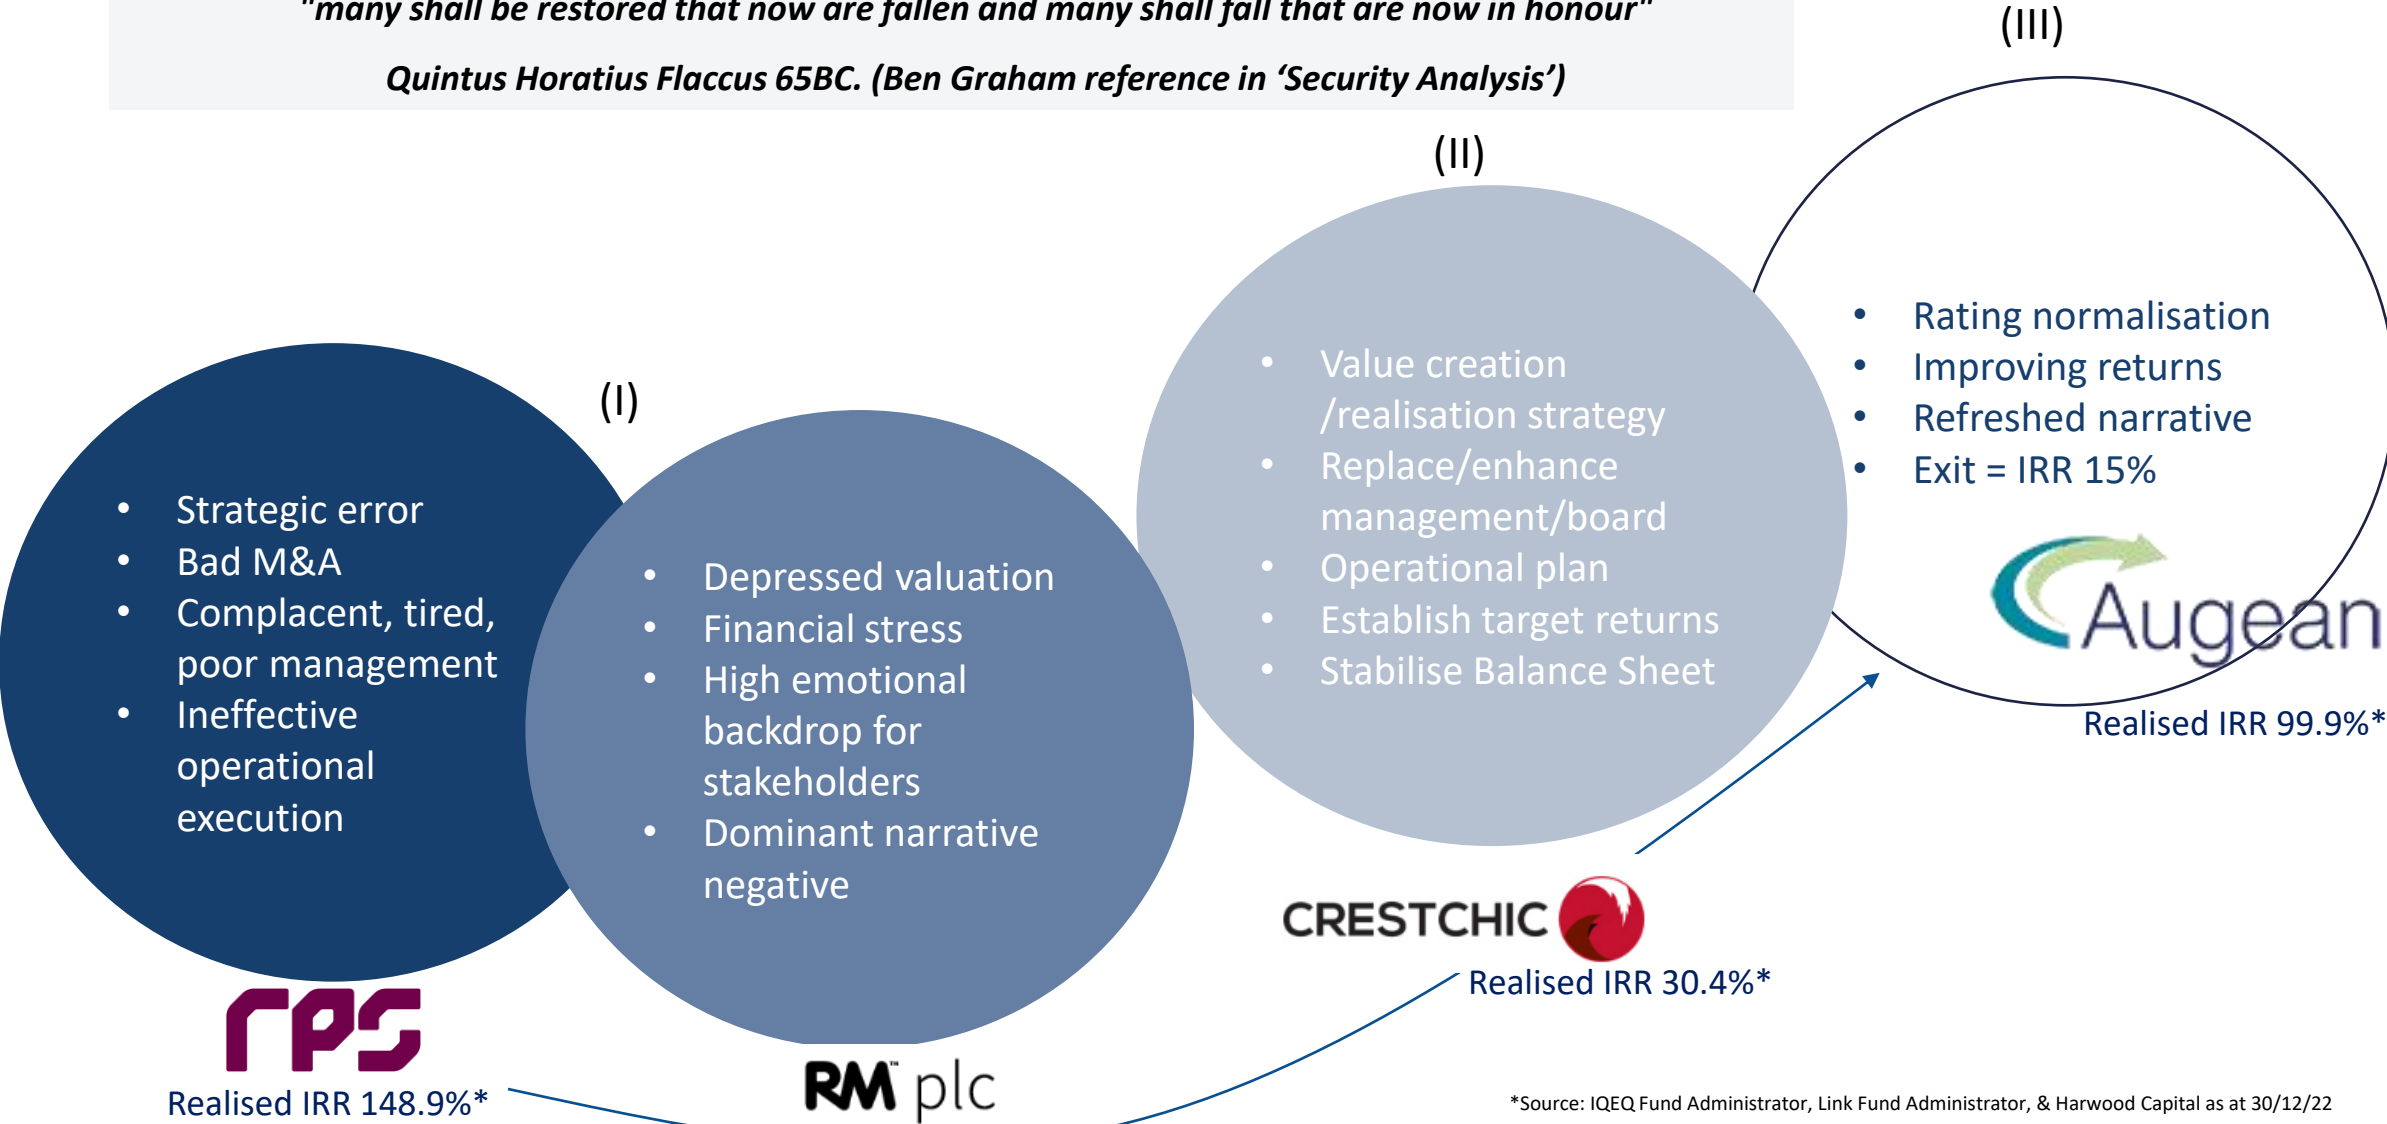 "many shall be restored that now are fallen and many shall fall that are now in honour"
Quintus Horatius Flaccus 65BC. (Ben Graham reference in ‘Security Analysis’)
(I)
• Strategic error
• Bad M&A
• Complacent, tired,
poor management
• Ineffective
operational
execution
rps
Realised IRR 148.9%*
• Depressed valuation
• Financial stress
• High emotional
backdrop for
stakeholders
• Dominant narrative
negative
RM™ plc
(II)
• Value creation
/realisation strategy
• Replace/enhance
management/board
• Operational plan
• Establish target returns
• Stabilise Balance Sheet
CRESTCHIC
Realised IRR 30.4%*
(III)
• Rating normalisation
• Improving returns
• Refreshed narrative
• Exit = IRR 15%
Augean
Realised IRR 99.9%*
*Source: IQEQ Fund Administrator, Link Fund Administrator, & Harwood Capital as at 30/12/22